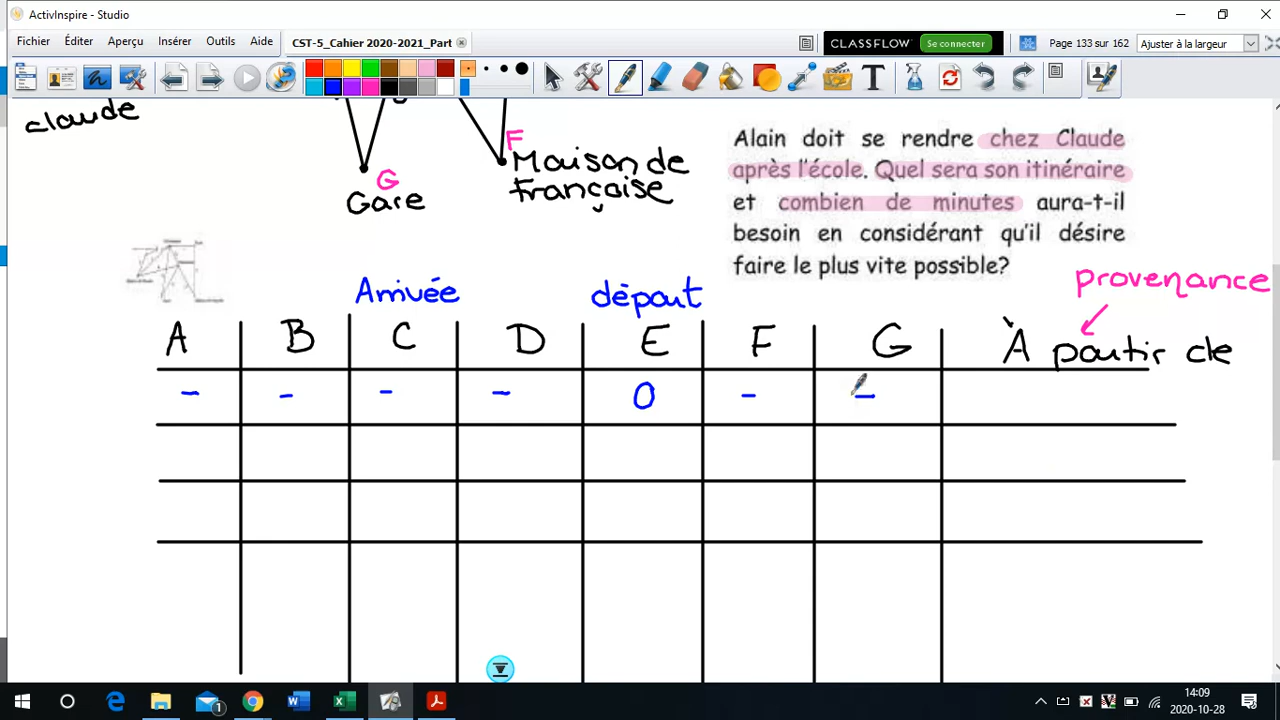 ActivInspire - Studio
Fichier Éditer Aperçu Insérer Outils Aide CST-5_Cahier 2020-2021_Part CLASSFLOW Se connecter Page 133 sur 162 Ajuster à la largeur
claude
F
Maison de
Françoise
G
Gare
Alain doit se rendre chez Claude
après l'école. Quel sera son itinéraire
et combien de minutes aura-t-il
besoin en considérant qu'il désire
faire le plus vite possible?
Arrivée départ provenance
A B C D E F G À partir de
- - - - 0 - -
14:09
2020-10-28